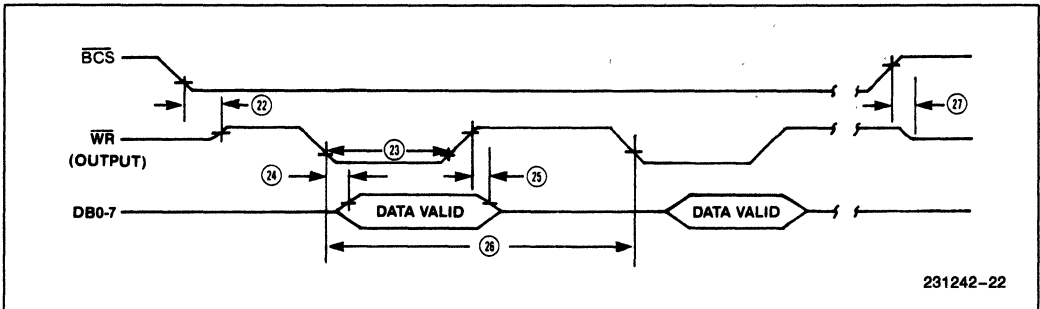 BCS
22
27
WR
(OUTPUT)
23
24
25
DB0-7
DATA VALID
DATA VALID
26
231242-22